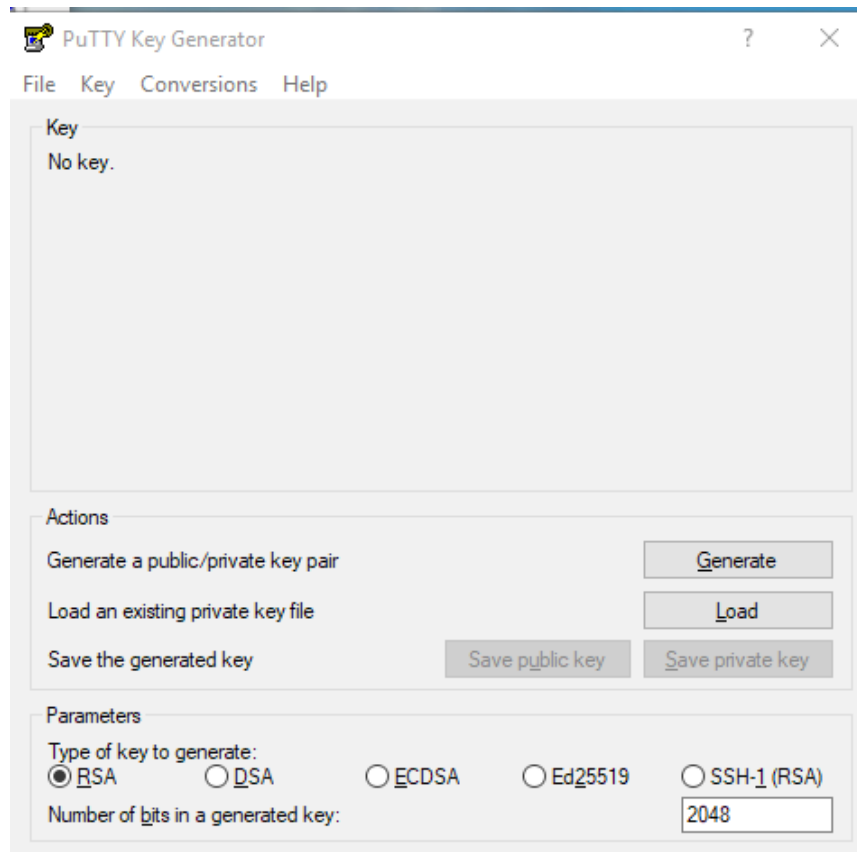 PuTTY Key Generator ?
File Key Conversions Help
Key
No key.
Actions
Generate a public/private key pair Generate
Load an existing private key file Load
Save the generated key Save public key Save private key
Parameters
Type of key to generate:
RSA DSA ECDSA Ed25519 SSH-1 (RSA)
Number of bits in a generated key: 2048